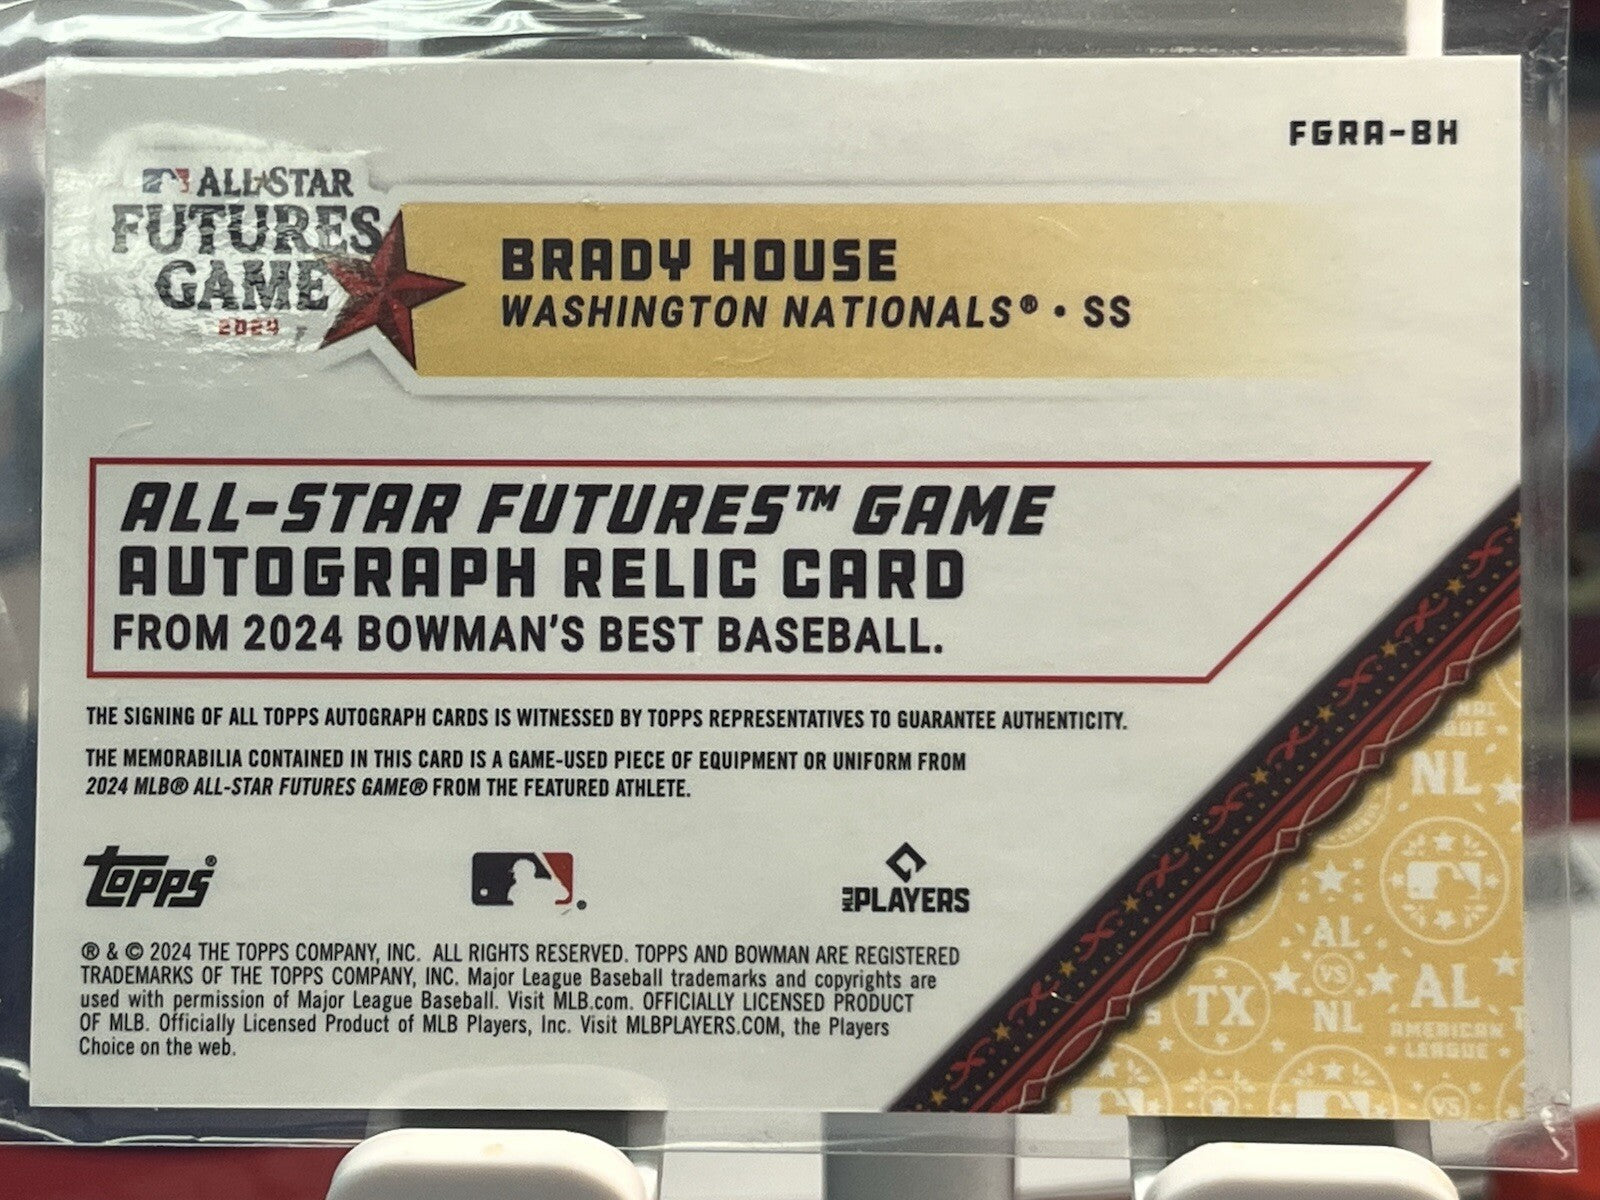 FGRA-BH
ALL★STAR
FUTURES
GAME
2024
BRADY HOUSE
WASHINGTON NATIONALS® • SS
ALL-STAR FUTURES™ GAME
AUTOGRAPH RELIC CARD
FROM 2024 BOWMAN'S BEST BASEBALL.
THE SIGNING OF ALL TOPPS AUTOGRAPH CARDS IS WITNESSED BY TOPPS REPRESENTATIVES TO GUARANTEE AUTHENTICITY.
THE MEMORABILIA CONTAINED IN THIS CARD IS A GAME-USED PIECE OF EQUIPMENT OR UNIFORM FROM
2024 MLB® ALL-STAR FUTURES GAME® FROM THE FEATURED ATHLETE.
Topps®
MLB PLAYERS
® & © 2024 THE TOPPS COMPANY, INC. ALL RIGHTS RESERVED. TOPPS AND BOWMAN ARE REGISTERED
TRADEMARKS OF THE TOPPS COMPANY, INC. Major League Baseball trademarks and copyrights are
used with permission of Major League Baseball. Visit MLB.com. OFFICIALLY LICENSED PRODUCT
OF MLB. Officially Licensed Product of MLB Players, Inc. Visit MLBPLAYERS.COM, the Players
Choice on the web.
NL
AL
VS
NL
TX
AL
AMERICAN
LEAGUE
VS